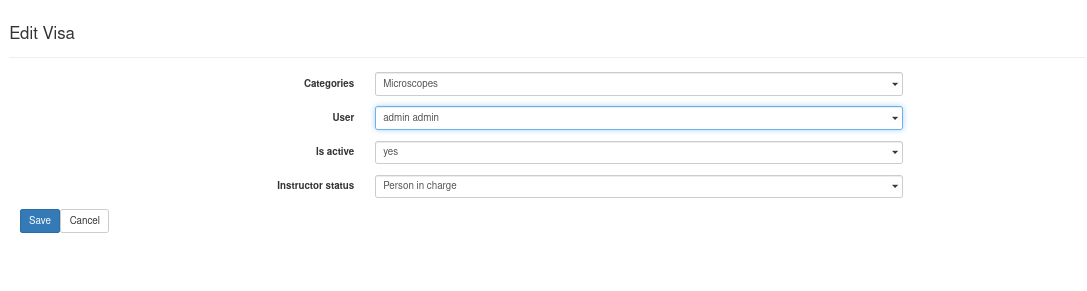 Edit Visa
Categories Microscopes
User admin admin
Is active yes
Instructor status Person in charge
Save Cancel